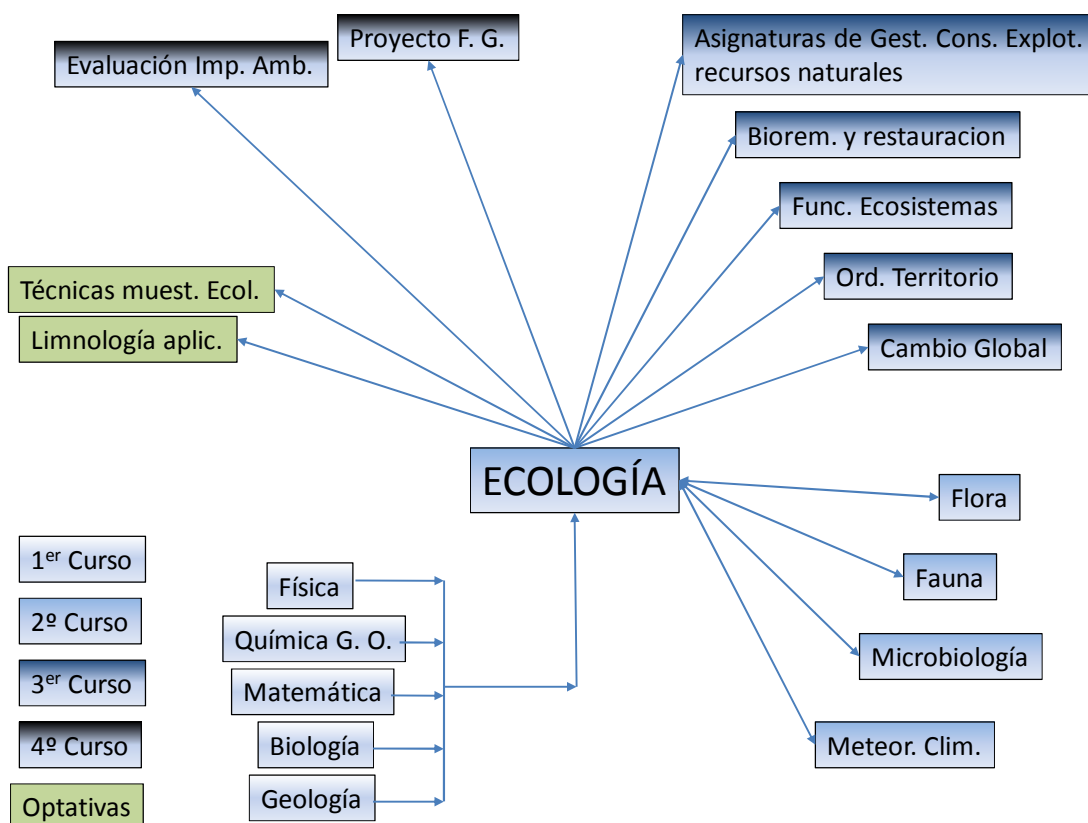 Proyecto F. G.
Evaluación Imp. Amb.
Asignaturas de Gest. Cons. Explot.
recursos naturales
Biorem. y restauracion
Func. Ecosistemas
Ord. Territorio
Cambio Global
Técnicas muest. Ecol.
Limnología aplic.
ECOLOGÍA
Flora
Fauna
Microbiología
Meteor. Clim.
Física
Química G. O.
Matemática
Biología
Geología
1er Curso
2º Curso
3er Curso
4º Curso
Optativas